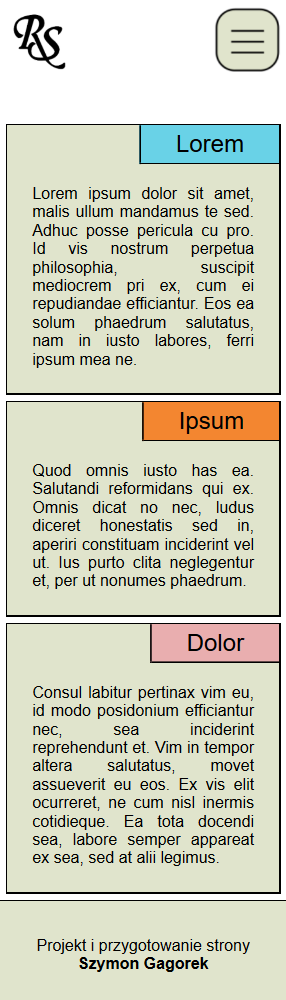 RS
Lorem
Lorem ipsum dolor sit amet,
malis ullum mandamus te sed.
Adhuc posse pericula cu pro.
Id vis nostrum perpetua
philosophia, suscipit
mediocrem pri ex, cum ei
repudiandae efficiantur. Eos ea
solum phaedrum salutatus,
nam in iusto labores, ferri
ipsum mea ne.
Ipsum
Quod omnis iusto has ea.
Salutandi reformidans qui ex.
Omnis dicat no nec, ludus
diceret honestatis sed in,
aperiri constituam inciderint vel
ut. Ius purto clita neglegentur
et, per ut nonumes phaedrum.
Dolor
Consul labitur pertinax vim eu,
id modo posidonium efficiantur
nec, sea inciderint
reprehendunt et. Vim in tempor
altera salutatus, movet
assueverit eu eos. Ex vis elit
ocurreret, ne cum nisl inermis
cotidieque. Ea tota docendi
sea, labore semper appareat
ex sea, sed at alii legimus.
Projekt i przygotowanie strony
Szymon Gagorek